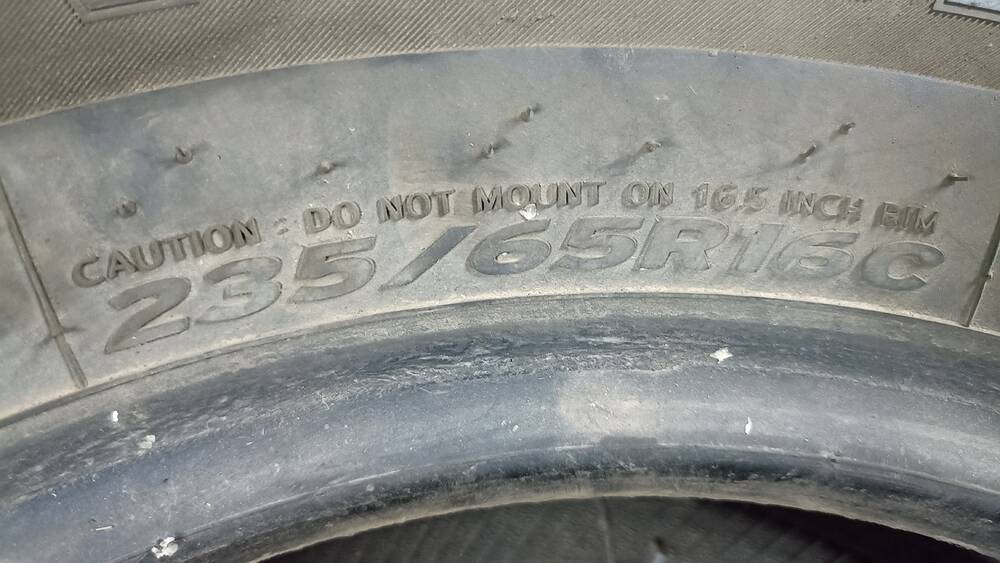 CAUTION : DO NOT MOUNT ON 16.5 INCH RIM
235/65R16C